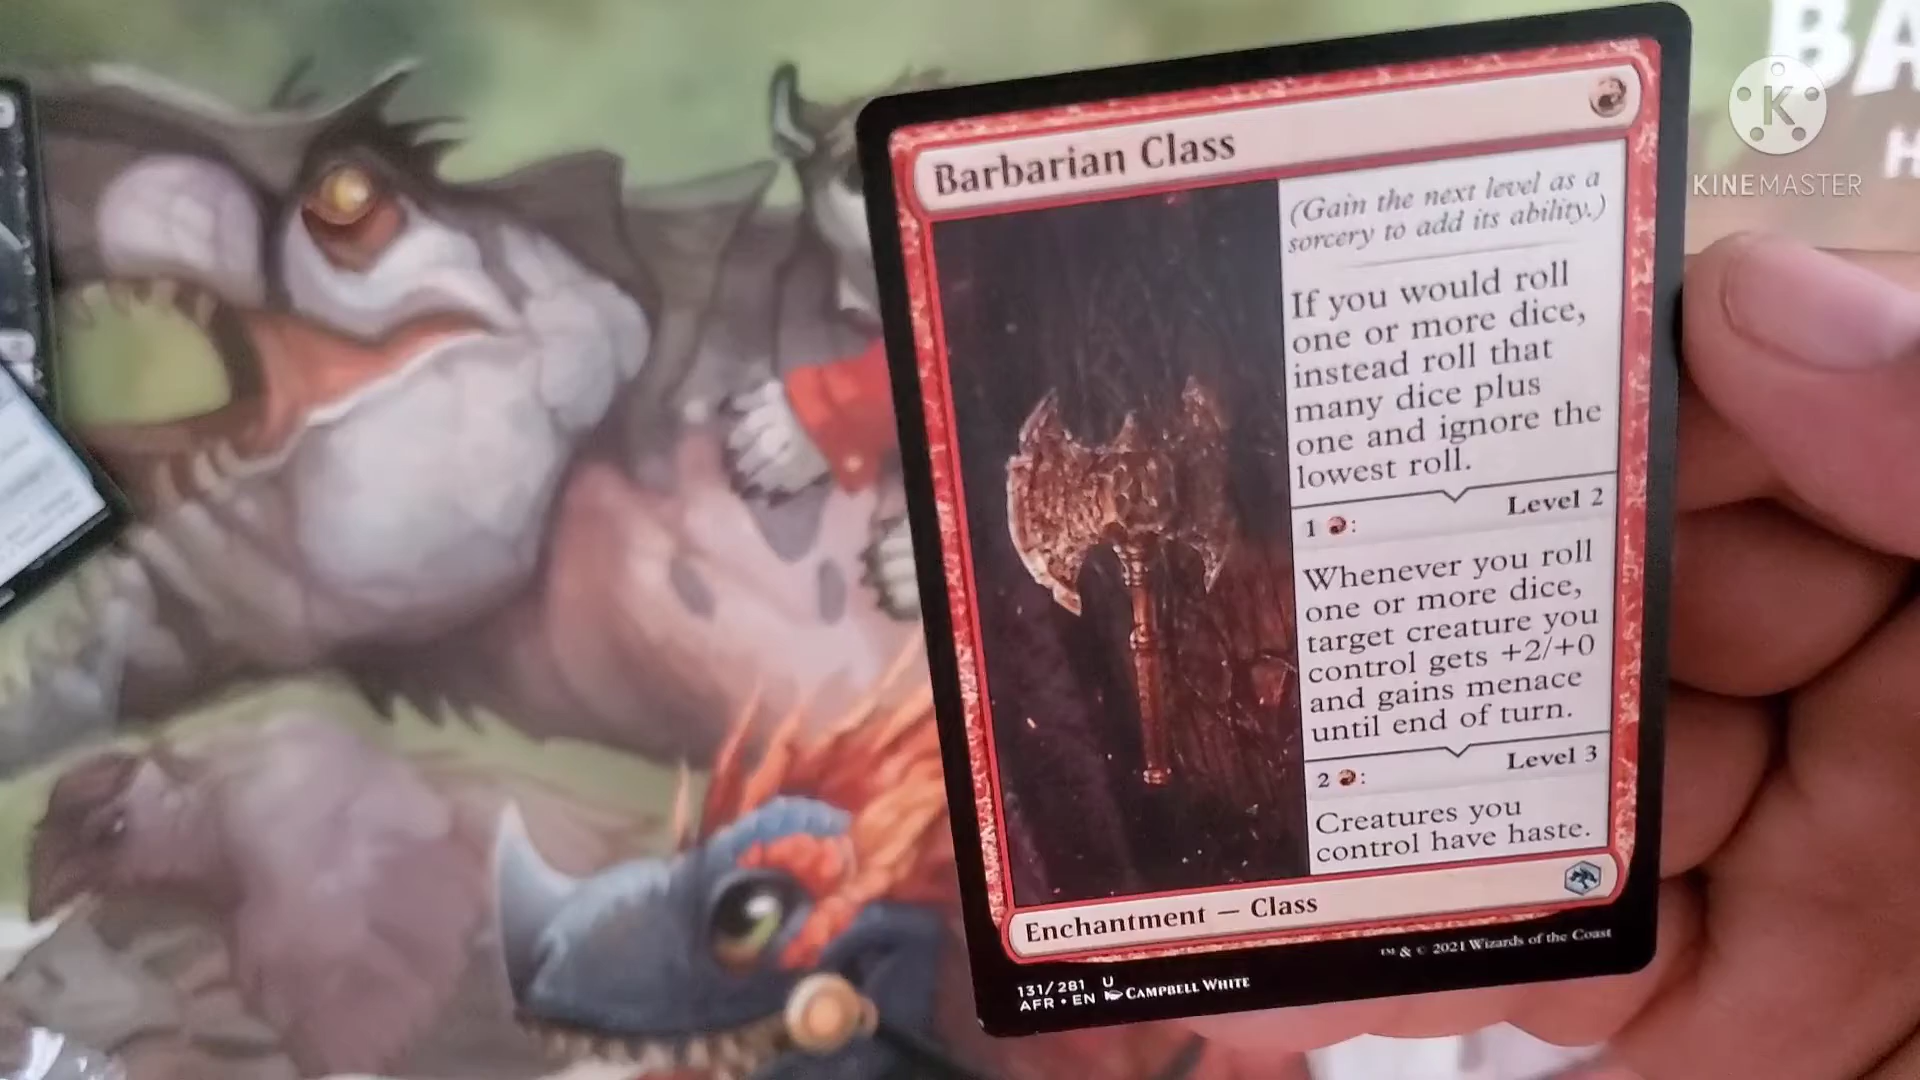 BA
H
KINEMASTER
Barbarian Class
(Gain the next level as a
sorcery to add its ability.)
If you would roll
one or more dice,
instead roll that
many dice plus
one and ignore the
lowest roll.
1 : Level 2
Whenever you roll
one or more dice,
target creature you
control gets +2/+0
and gains menace
until end of turn.
2 : Level 3
Creatures you
control have haste.
Enchantment — Class
131/281 U
AFR • EN CAMPBELL WHITE
™ & © 2021 Wizards of the Coast